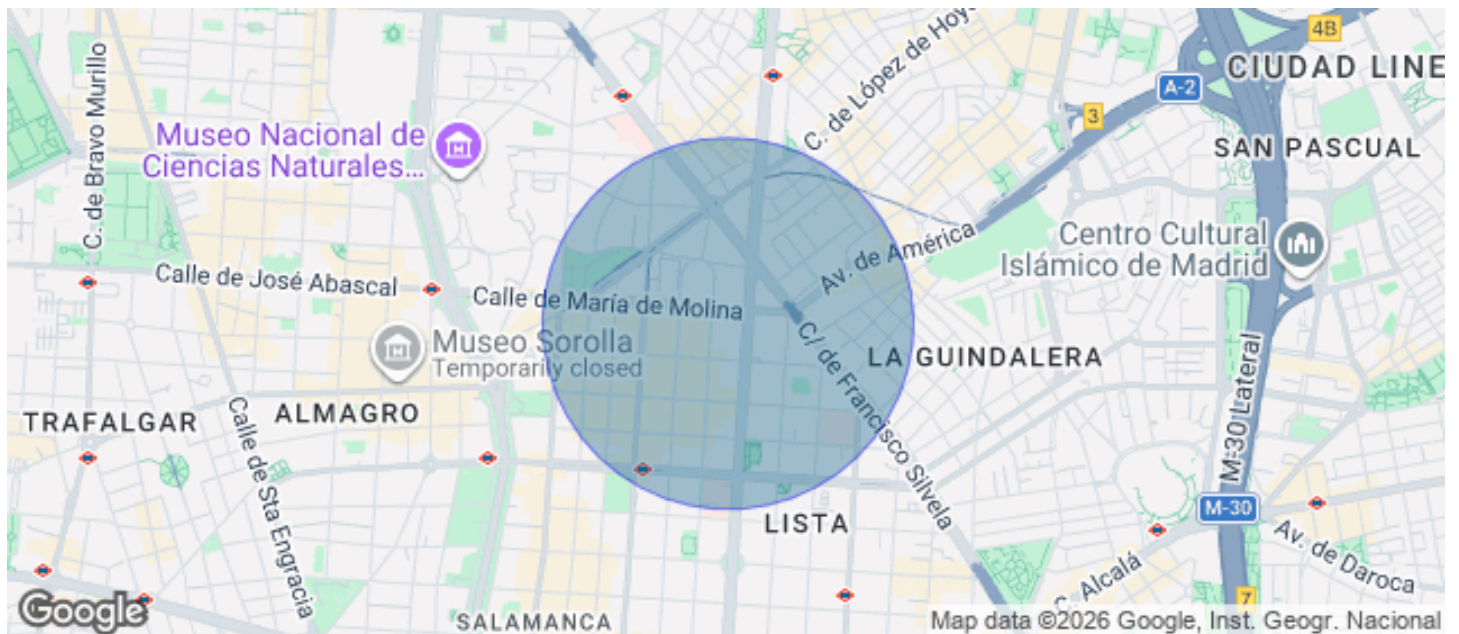 4B
CIUDAD LINE
C. de López de Hoyo
A-2
3
C. de Bravo Murillo
Museo Nacional de
Ciencias Naturales...
SAN PASCUAL
Centro Cultural
Islámico de Madrid
Av. de América
Calle de José Abascal
Calle de María de Molina
Museo Sorolla
Temporarily closed
C/ de Francisco Silvela
LA GUINDALERA
M-30 Lateral
TRAFALGAR
ALMAGRO
Calle de Sta Engracia
M-30
LISTA
Av. de Daroca
C. Alcalá
7
Google
SALAMANCA
Map data ©2026 Google, Inst. Geogr. Nacional